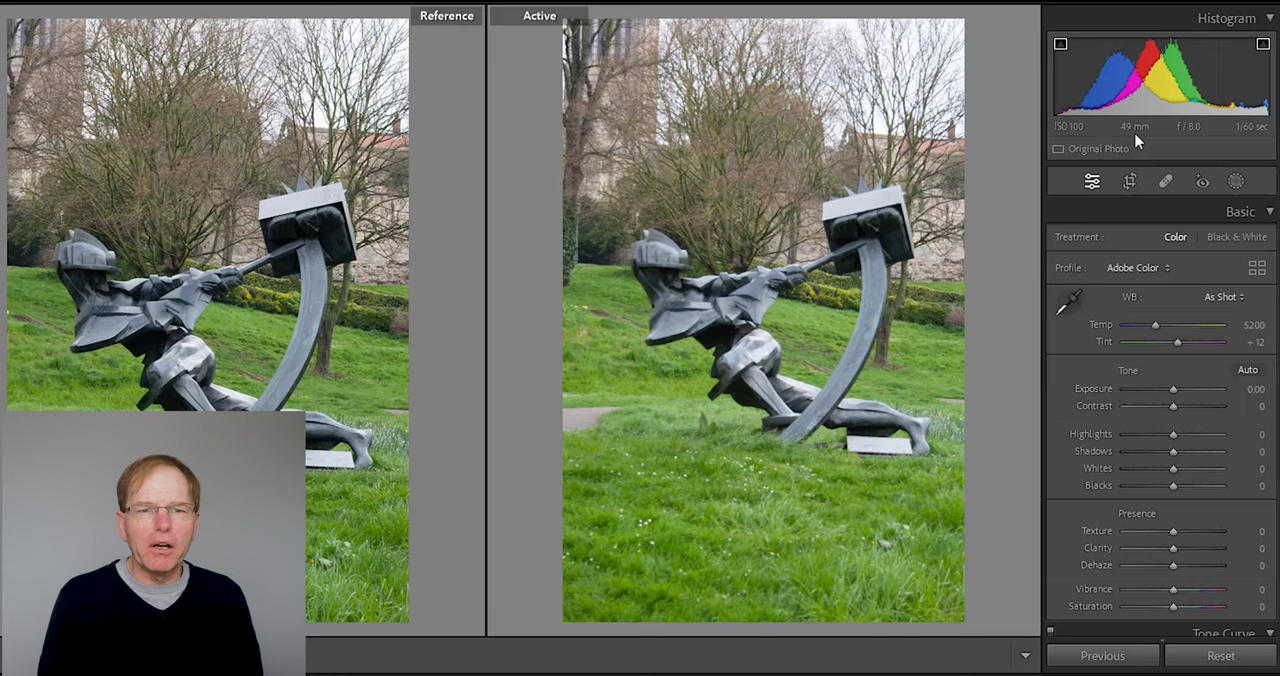 Reference
Active
Histogram
ISO 100 49 mm f / 8.0 1/60 sec
Original Photo
Basic
Treatment : Color Black & White
Profile : Adobe Color
WB : As Shot
Temp 5200
Tint + 12
Tone Auto
Exposure 0.00
Contrast 0
Highlights 0
Shadows 0
Whites 0
Blacks 0
Presence
Texture 0
Clarity 0
Dehaze 0
Vibrance 0
Saturation 0
Tone Curve
Previous Reset